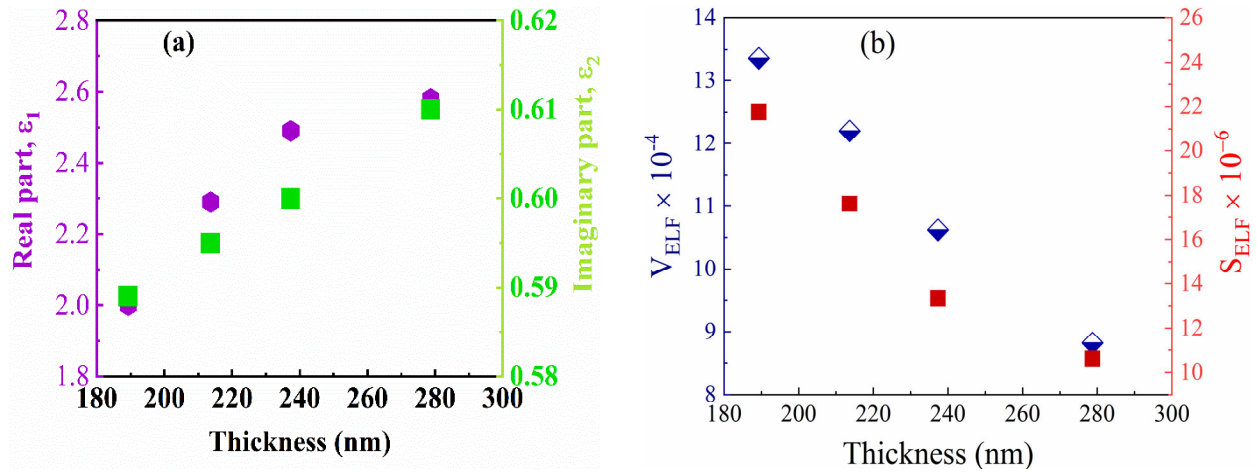 (a)
Real part, ε1
2.8
2.6
2.4
2.2
2.0
1.8
0.62
0.61
0.60
0.59
0.58
Imaginary part, ε2
180 200 220 240 260 280 300
Thickness (nm)
(b)
VELF × 10-4
14
13
12
11
10
9
8
26
24
22
20
18
16
14
12
10
SELF × 10-6
180 200 220 240 260 280 300
Thickness (nm)